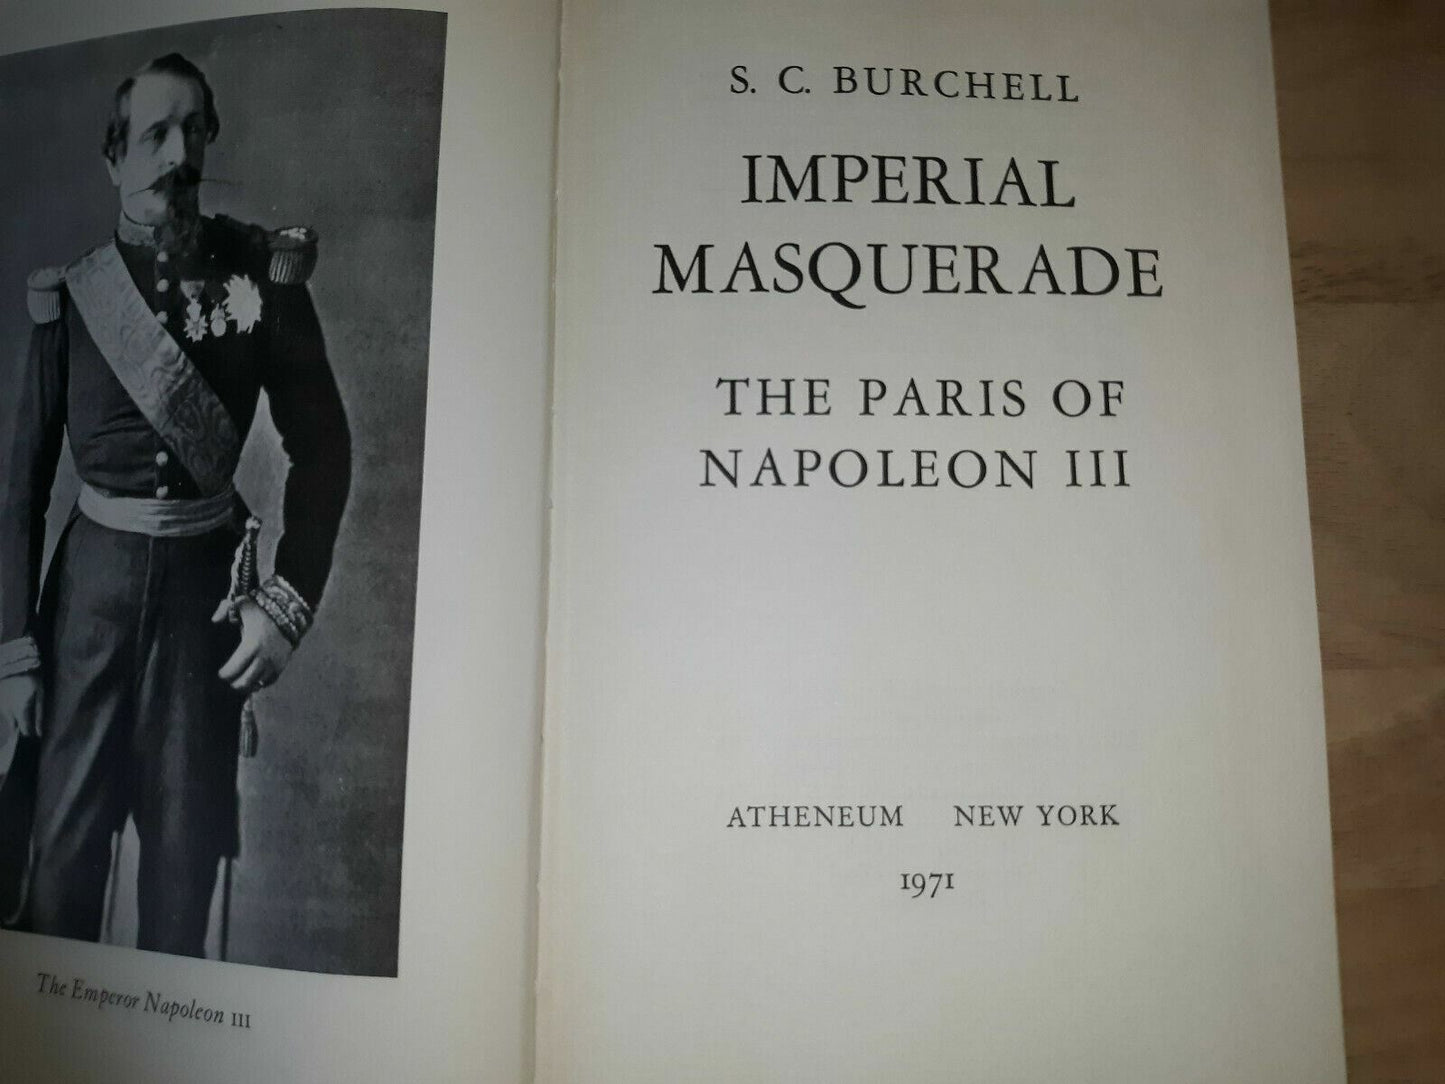 The Emperor Napoleon III
S. C. BURCHELL
IMPERIAL
MASQUERADE
THE PARIS OF
NAPOLEON III
ATHENEUM NEW YORK
1971